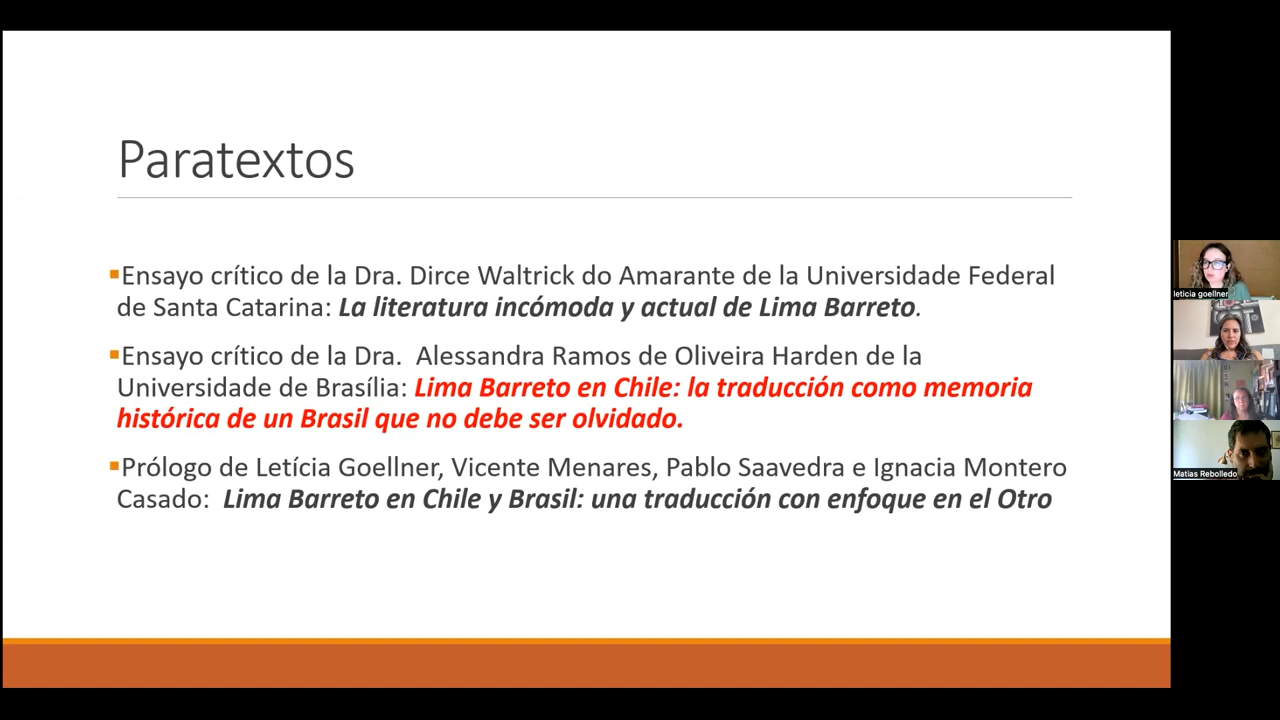 Paratextos
▪Ensayo crítico de la Dra. Dirce Waltrick do Amarante de la Universidade Federal
de Santa Catarina: La literatura incómoda y actual de Lima Barreto.
▪Ensayo crítico de la Dra.  Alessandra Ramos de Oliveira Harden de la
Universidade de Brasília: Lima Barreto en Chile: la traducción como memoria
histórica de un Brasil que no debe ser olvidado.
▪Prólogo de Letícia Goellner, Vicente Menares, Pablo Saavedra e Ignacia Montero
Casado:  Lima Barreto en Chile y Brasil: una traducción con enfoque en el Otro
leticia goellner
Matias Rebolledo